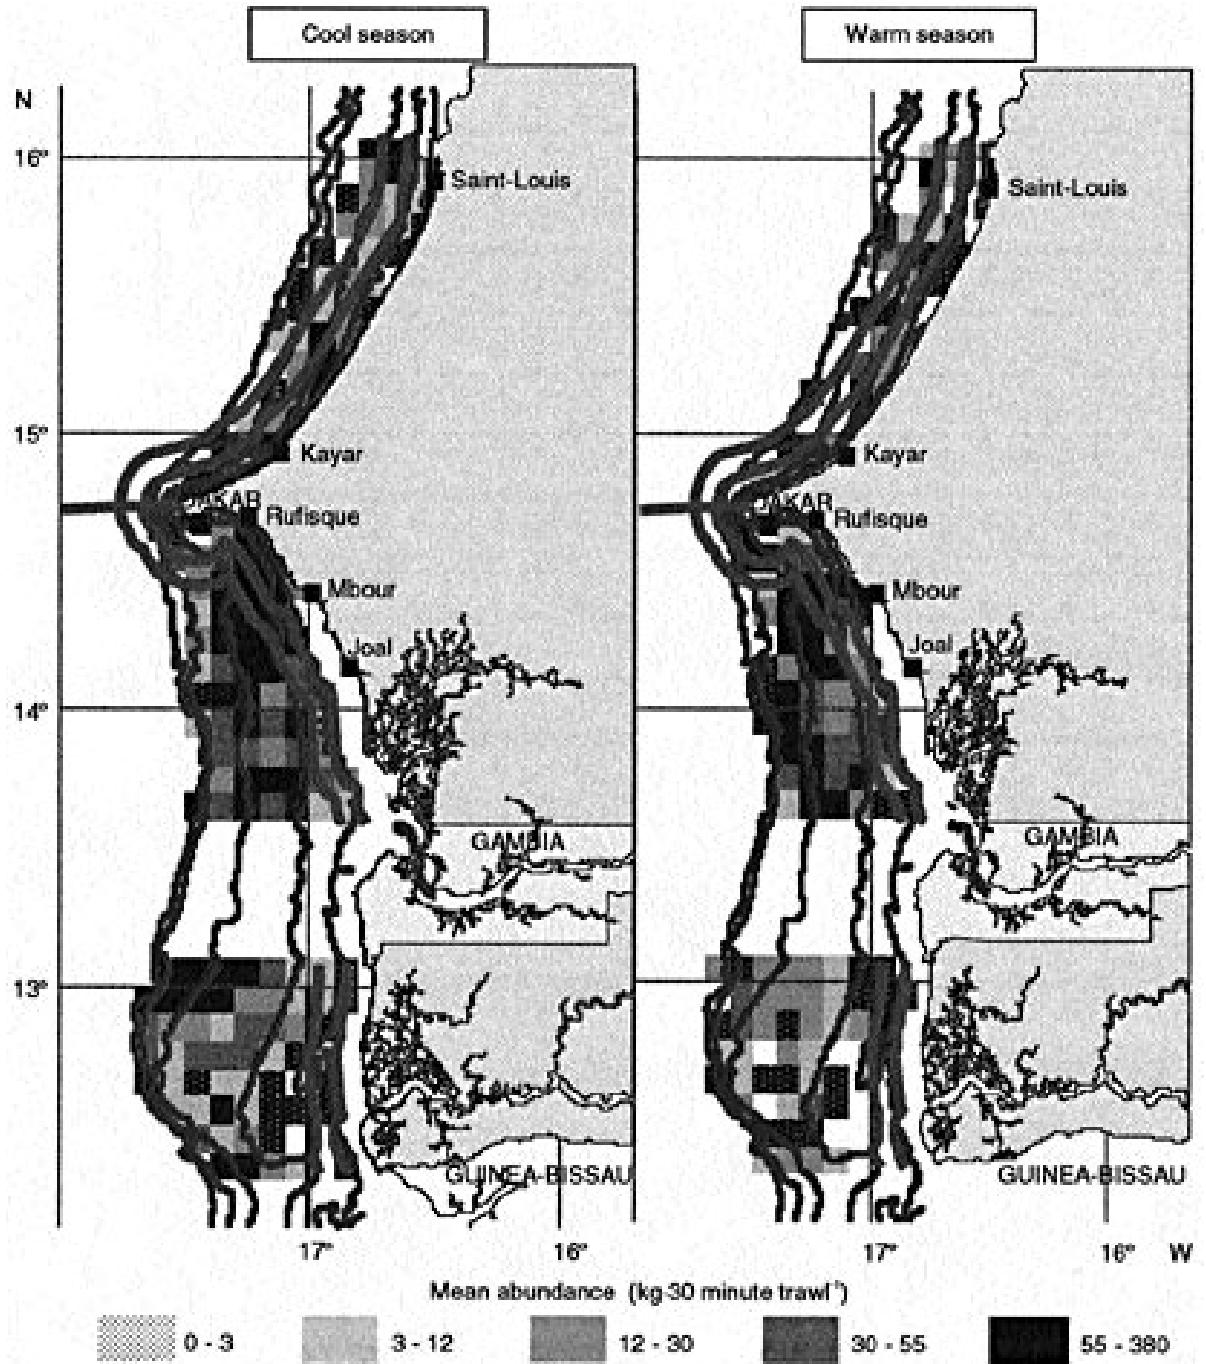 Cool season
Warm season
N
16°
Saint-Louis
Saint-Louis
15°
Kayar
Kayar
DAKAR
DAKAR
Rufisque
Rufisque
Mbour
Mbour
Joal
Joal
14°
GAMBIA
GAMBIA
13°
GUINEA-BISSAU
GUINEA-BISSAU
17° 16° 17° 16° W
Mean abundance (kg·30 minute trawl⁻¹)
0 - 3 3 - 12 12 - 30 30 - 55 55 - 380